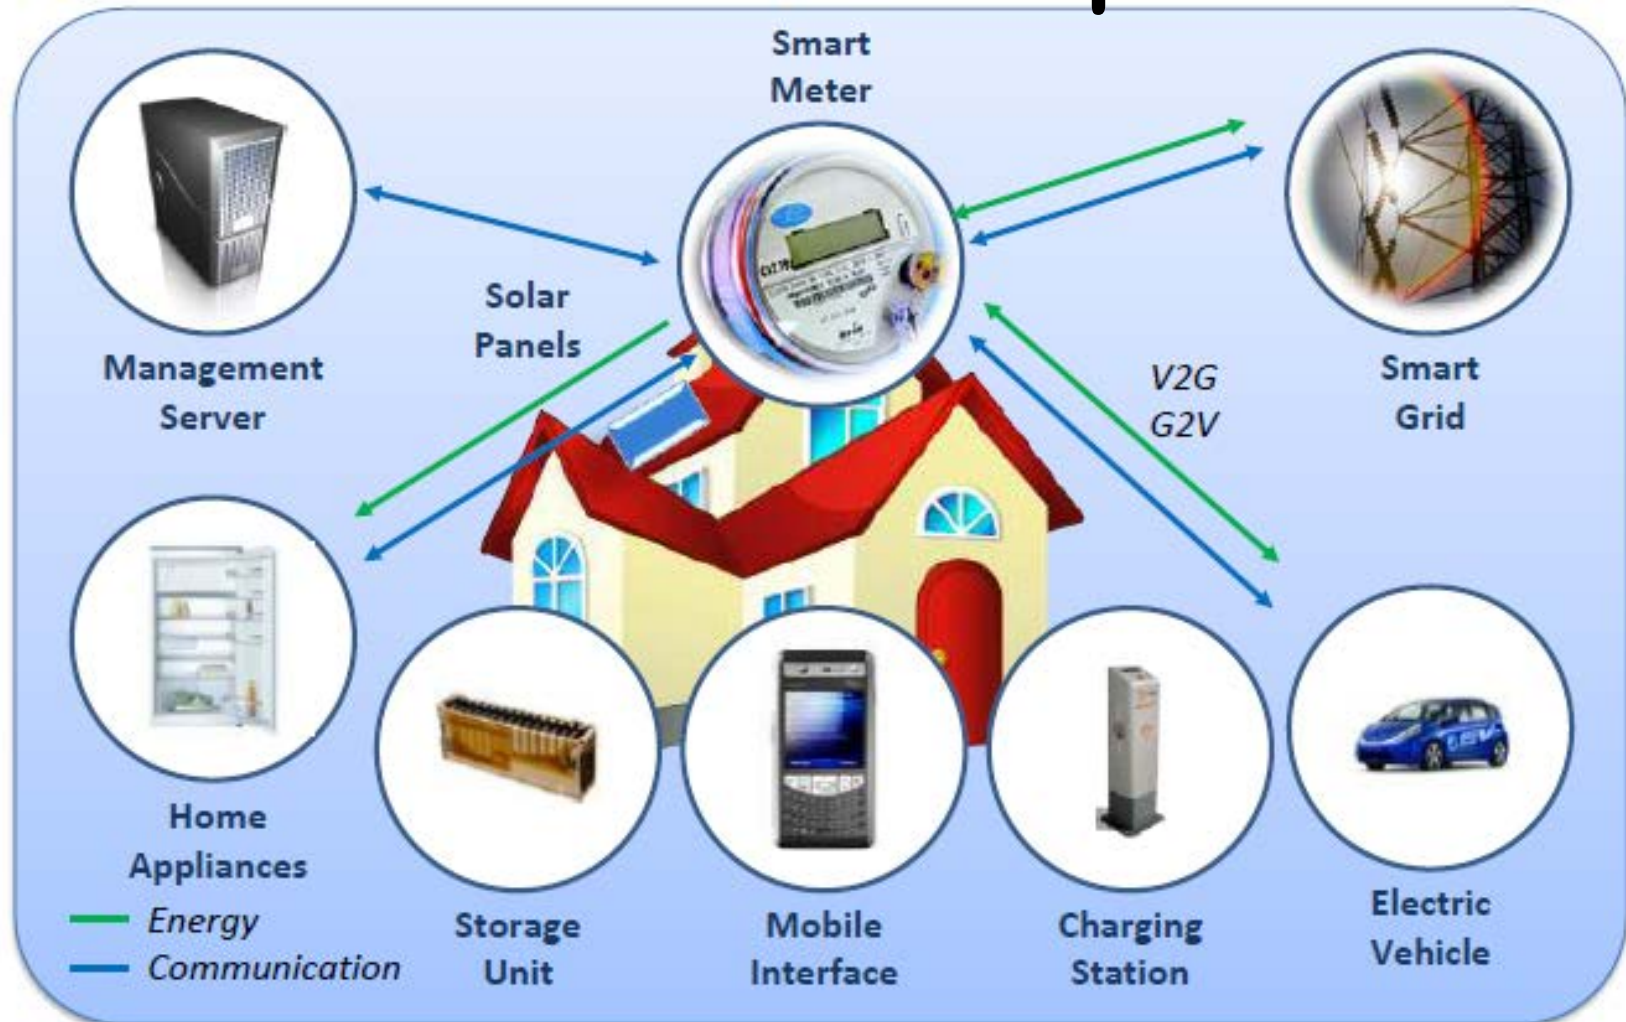 Smart
Meter
Management
Server
Solar
Panels
V2G
G2V
Smart
Grid
Home
Appliances
Energy
Communication
Storage
Unit
Mobile
Interface
Charging
Station
Electric
Vehicle